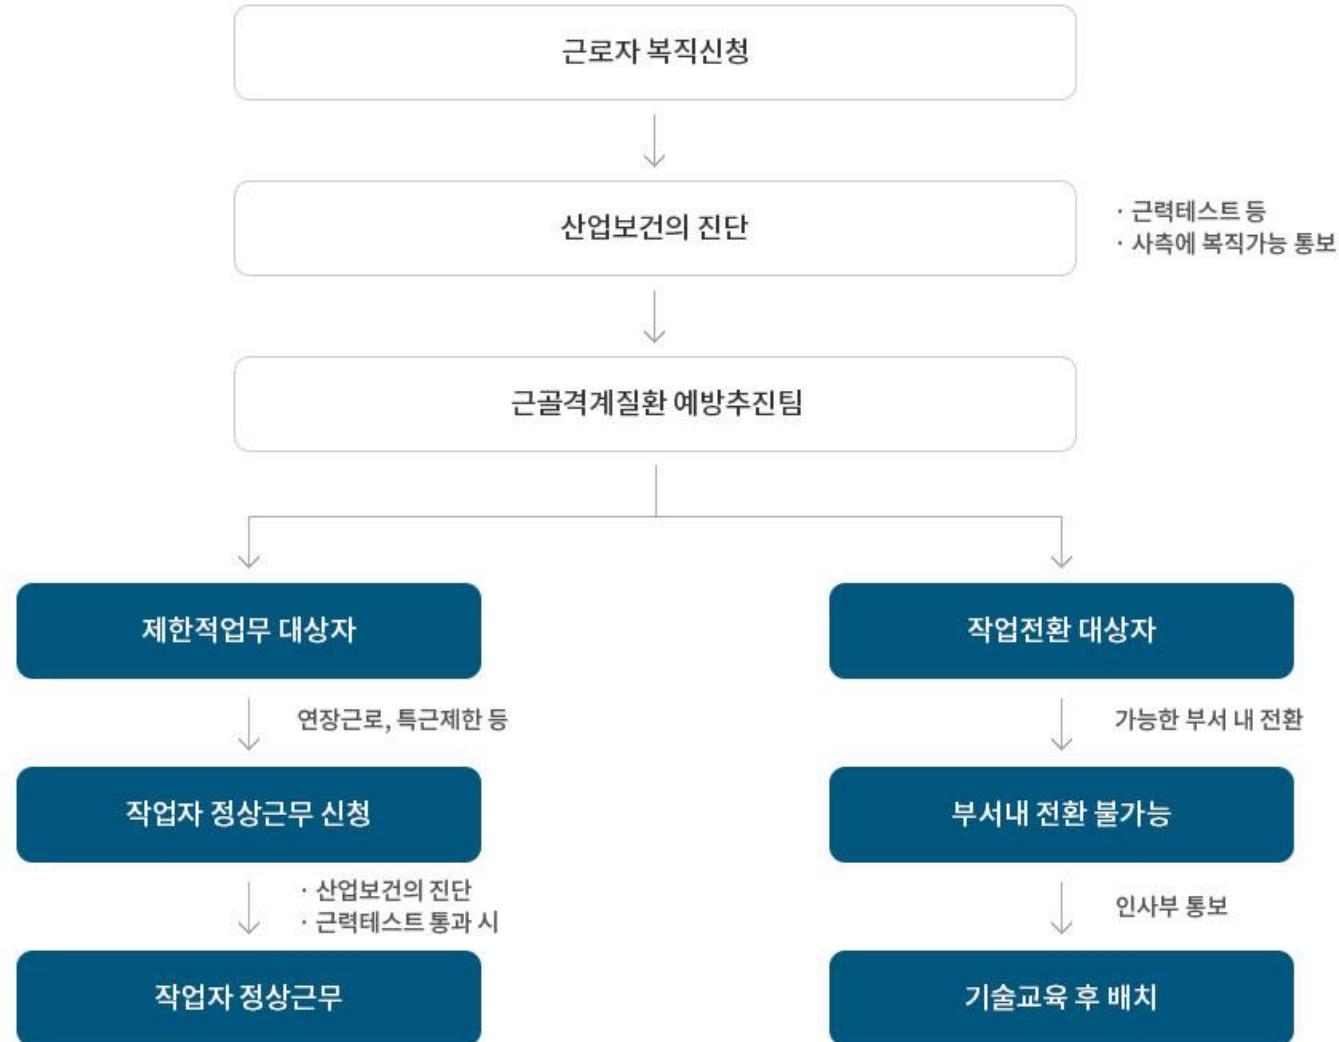 근로자 복직신청
산업보건의 진단
· 근력테스트 등
· 사측에 복직가능 통보
근골격계질환 예방추진팀
제한적업무 대상자
작업전환 대상자
연장근로, 특근제한 등
가능한 부서 내 전환
작업자 정상근무 신청
부서내 전환 불가능
· 산업보건의 진단
· 근력테스트 통과 시
인사부 통보
작업자 정상근무
기술교육 후 배치